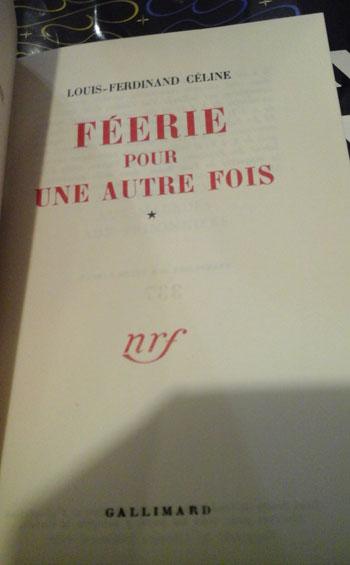 LOUIS-FERDINAND CÉLINE
FÉERIE
POUR
UNE AUTRE FOIS
*
nrf
GALLIMARD